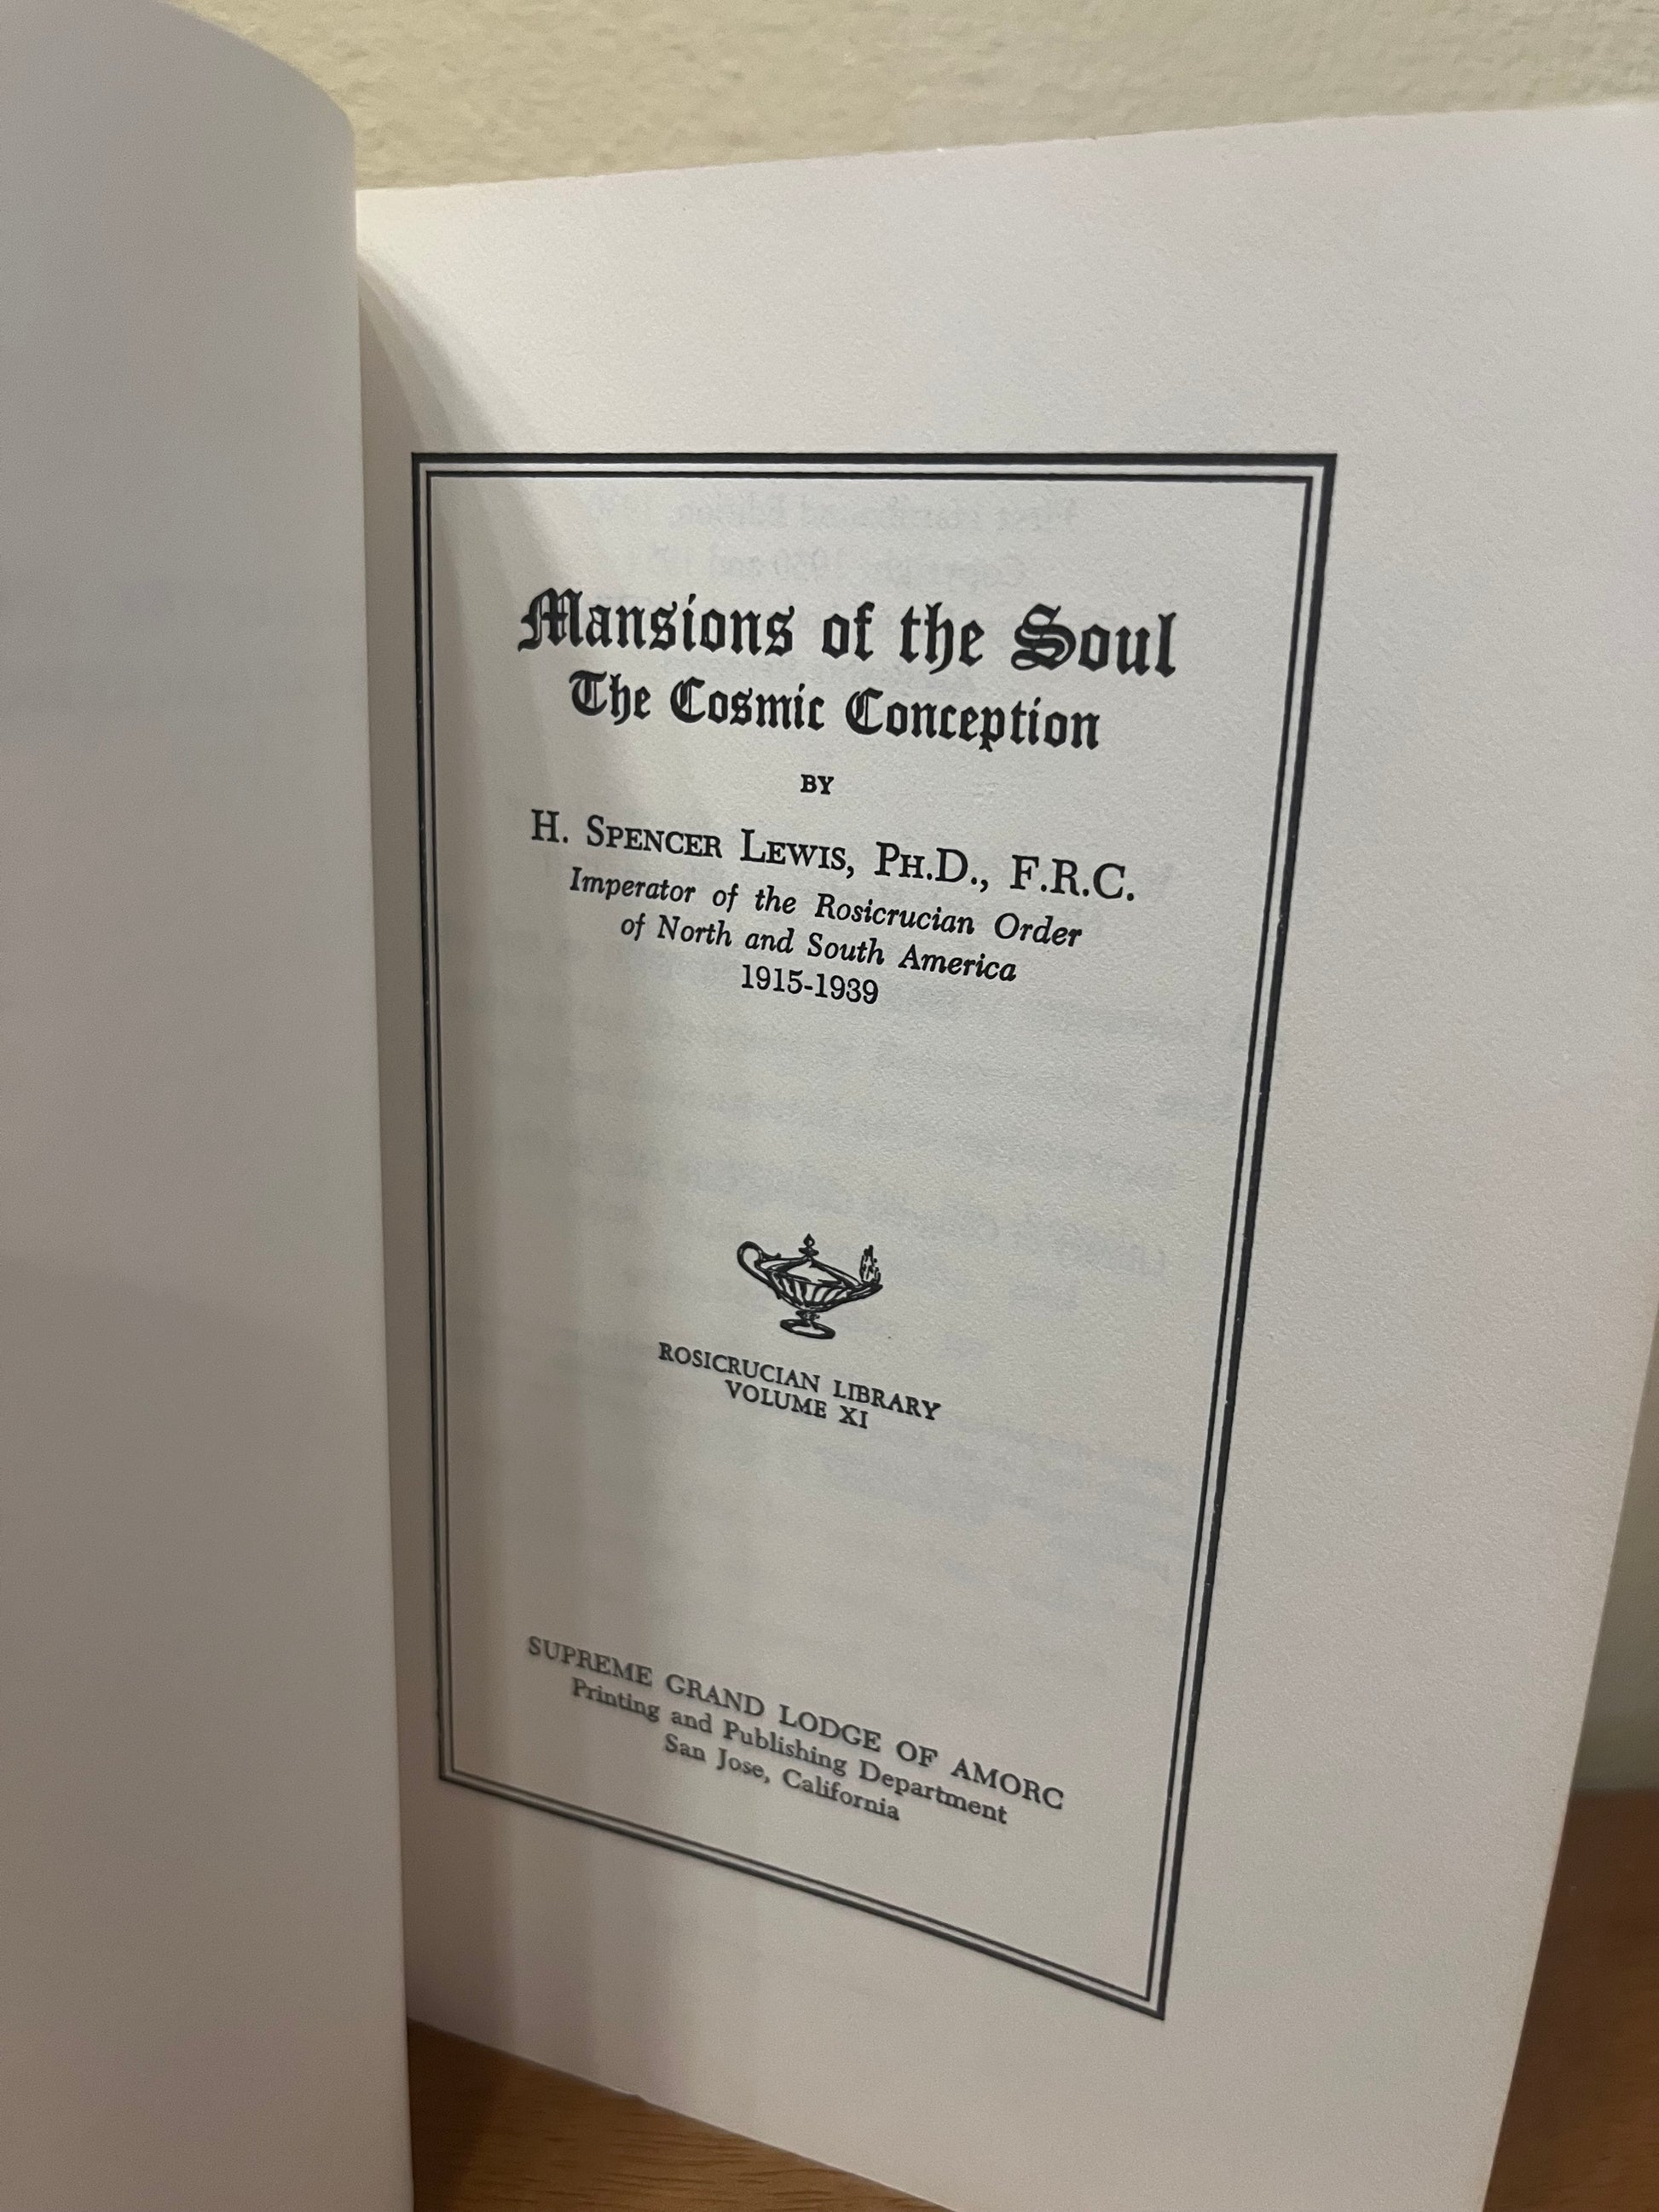 Mansions of the Soul
The Cosmic Conception
BY
H. SPENCER LEWIS, PH.D., F.R.C.
Imperator of the Rosicrucian Order
of North and South America
1915-1939
ROSICRUCIAN LIBRARY
VOLUME XI
SUPREME GRAND LODGE OF AMORC
Printing and Publishing Department
San Jose, California